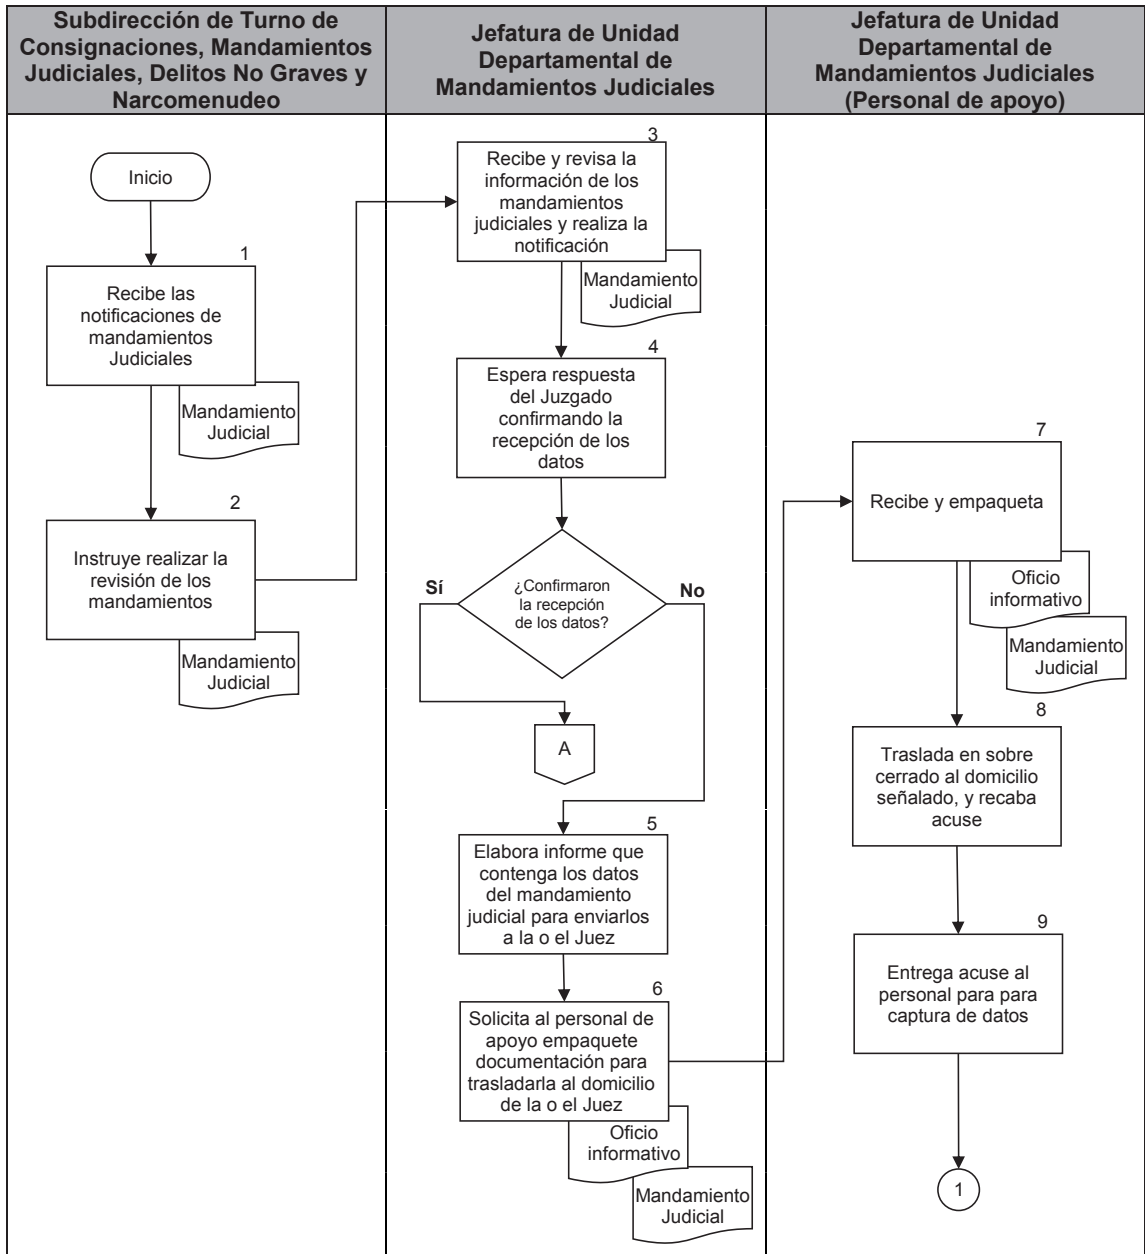 Subdirección de Turno de
Consignaciones, Mandamientos
Judiciales, Delitos No Graves y
Narcomenudeo
Jefatura de Unidad
Departamental de
Mandamientos Judiciales
Jefatura de Unidad
Departamental de
Mandamientos Judiciales
(Personal de apoyo)
Inicio
1
Recibe las
notificaciones de
mandamientos
Judiciales
Mandamiento
Judicial
2
Instruye realizar la
revisión de los
mandamientos
Mandamiento
Judicial
3
Recibe y revisa la
información de los
mandamientos
judiciales y realiza la
notificación
Mandamiento
Judicial
4
Espera respuesta
del Juzgado
confirmando la
recepción de los
datos
¿Confirmaron
la recepción
de los datos?
Sí
No
A
5
Elabora informe que
contenga los datos
del mandamiento
judicial para enviarlos
a la o el Juez
6
Solicita al personal de
apoyo empaquete
documentación para
trasladarla al domicilio
de la o el Juez
Oficio
informativo
Mandamiento
Judicial
7
Recibe y empaqueta
Oficio
informativo
Mandamiento
Judicial
8
Traslada en sobre
cerrado al domicilio
señalado, y recaba
acuse
9
Entrega acuse al
personal para para
captura de datos
1